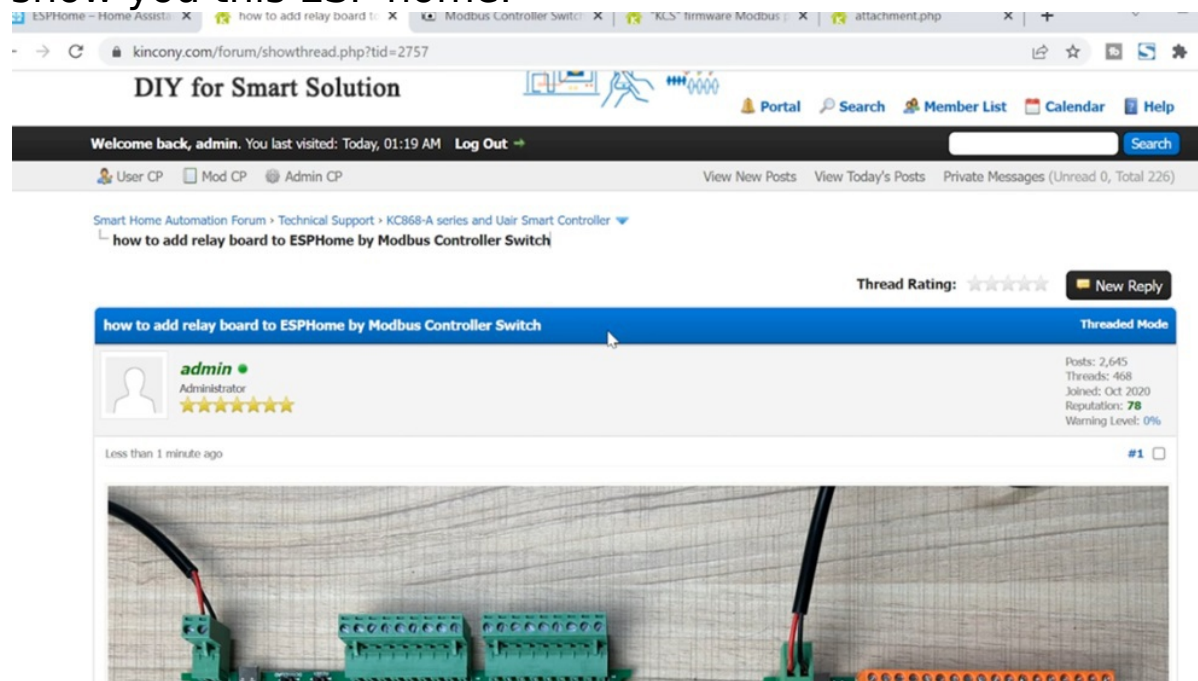 show you this ESP home.
ESPHome – Home Assista
how to add relay board to
Modbus Controller Switc
"KCS" firmware Modbus p
attachment.php
kincony.com/forum/showthread.php?tid=2757
DIY for Smart Solution
Portal Search Member List Calendar Help
Welcome back, admin. You last visited: Today, 01:19 AM Log Out
Search
User CP Mod CP Admin CP
View New Posts View Today's Posts Private Messages (Unread 0, Total 226)
Smart Home Automation Forum › Technical Support › KC868-A series and Uair Smart Controller
how to add relay board to ESPHome by Modbus Controller Switch
Thread Rating:
New Reply
how to add relay board to ESPHome by Modbus Controller Switch
Threaded Mode
admin
Administrator
Posts: 2,645
Threads: 468
Joined: Oct 2020
Reputation: 78
Warning Level: 0%
Less than 1 minute ago
#1